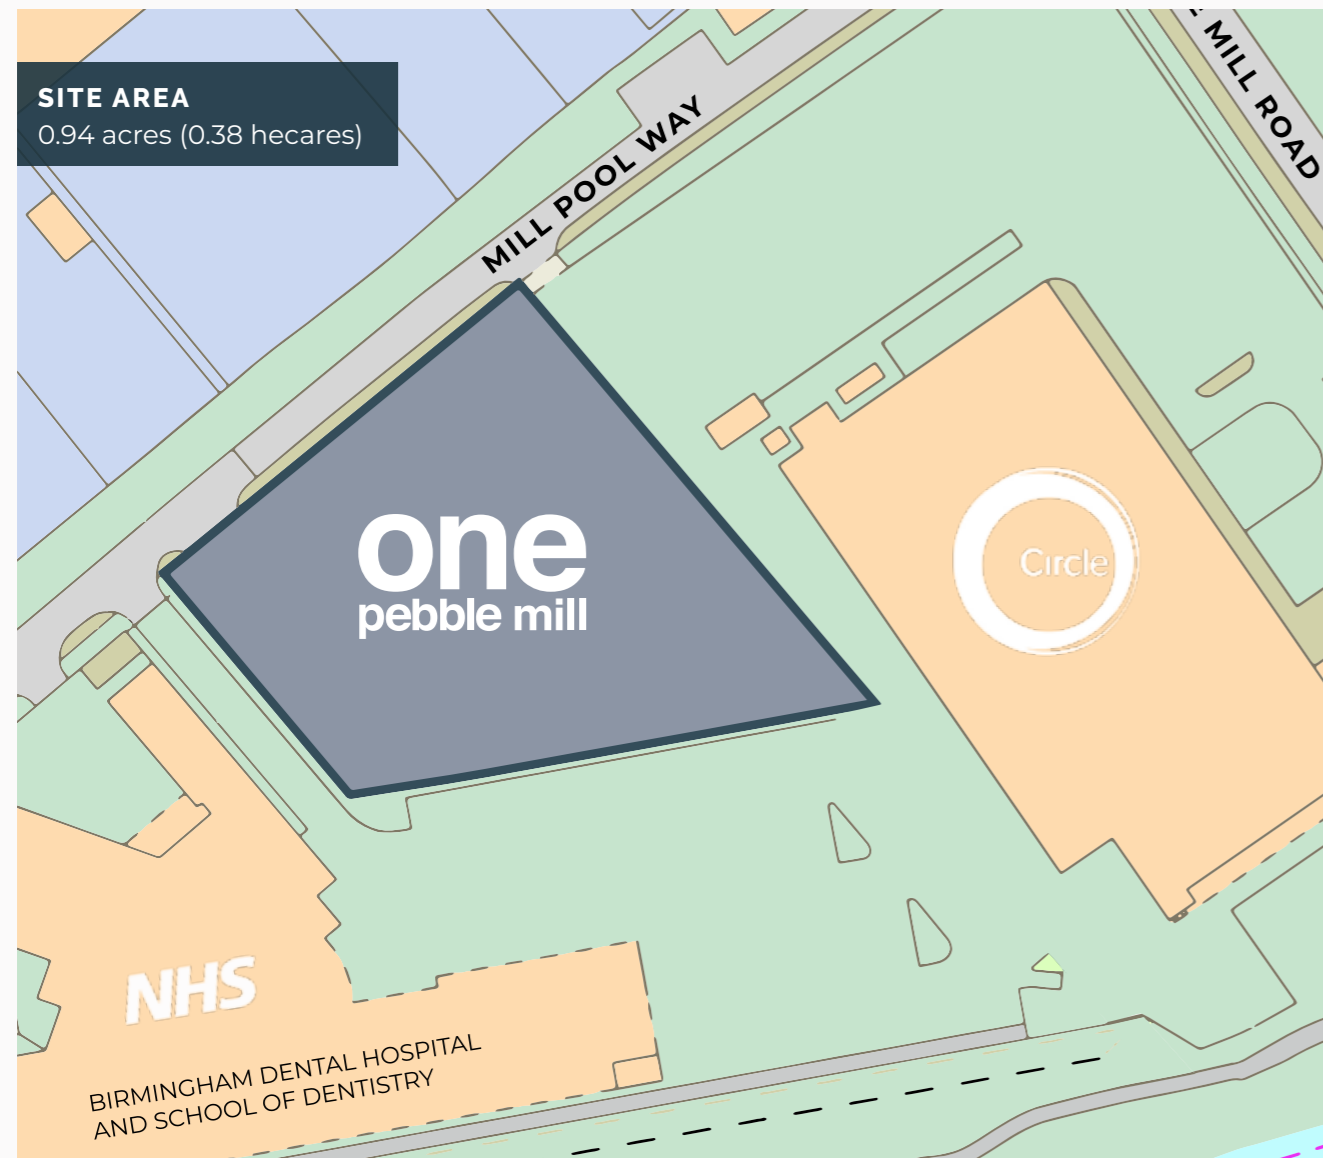 SITE AREA
0.94 acres (0.38 hecares)
MILL POOL WAY
MILL ROAD
one
pebble mill
Circle
NHS
BIRMINGHAM DENTAL HOSPITAL
AND SCHOOL OF DENTISTRY